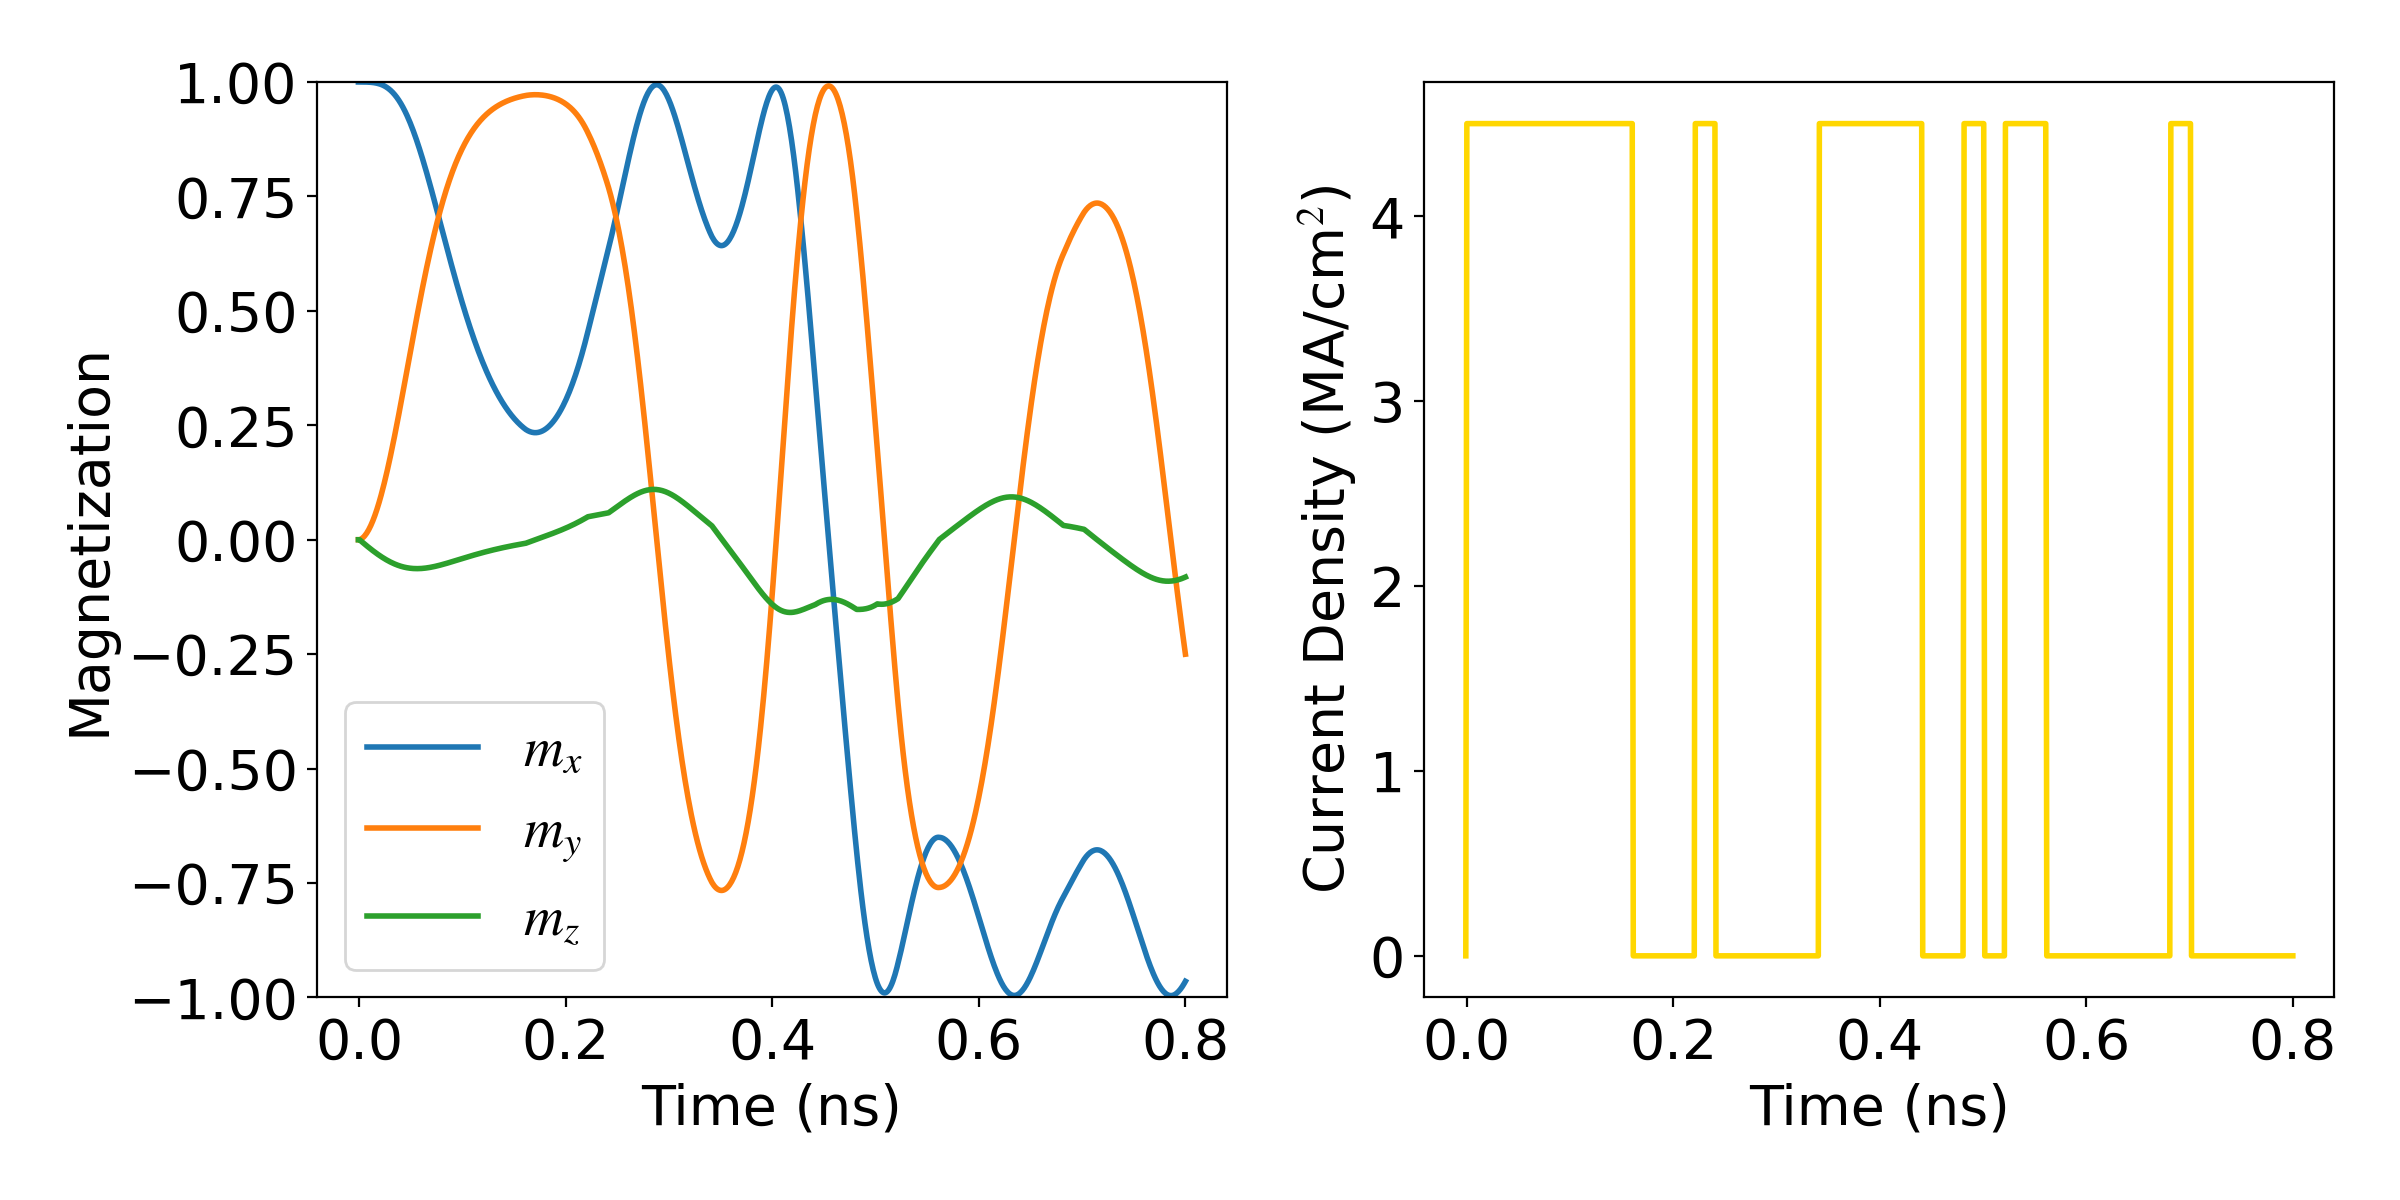 Magnetization
1.00
0.75
0.50
0.25
0.00
−0.25
−0.50
−0.75
−1.00
m_x
m_y
m_z
0.0 0.2 0.4 0.6 0.8
Time (ns)
Current Density (MA/cm²)
4
3
2
1
0
0.0 0.2 0.4 0.6 0.8
Time (ns)